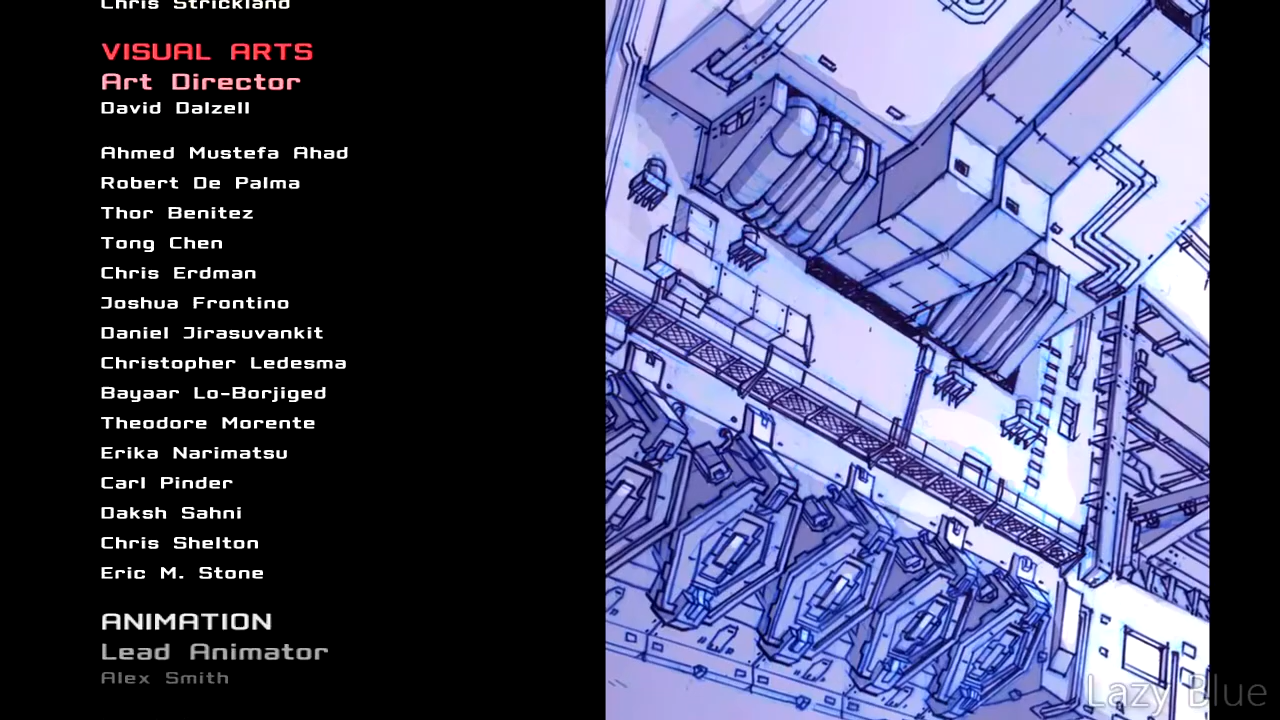 Chris Strickland
VISUAL ARTS
Art Director
David Dalzell
Ahmed Mustefa Ahad
Robert De Palma
Thor Benitez
Tong Chen
Chris Erdman
Joshua Frontino
Daniel Jirasuvankit
Christopher Ledesma
Bayaar Lo-Borjiged
Theodore Morente
Erika Narimatsu
Carl Pinder
Daksh Sahni
Chris Shelton
Eric M. Stone
ANIMATION
Lead Animator
Alex Smith
Lazy Blue